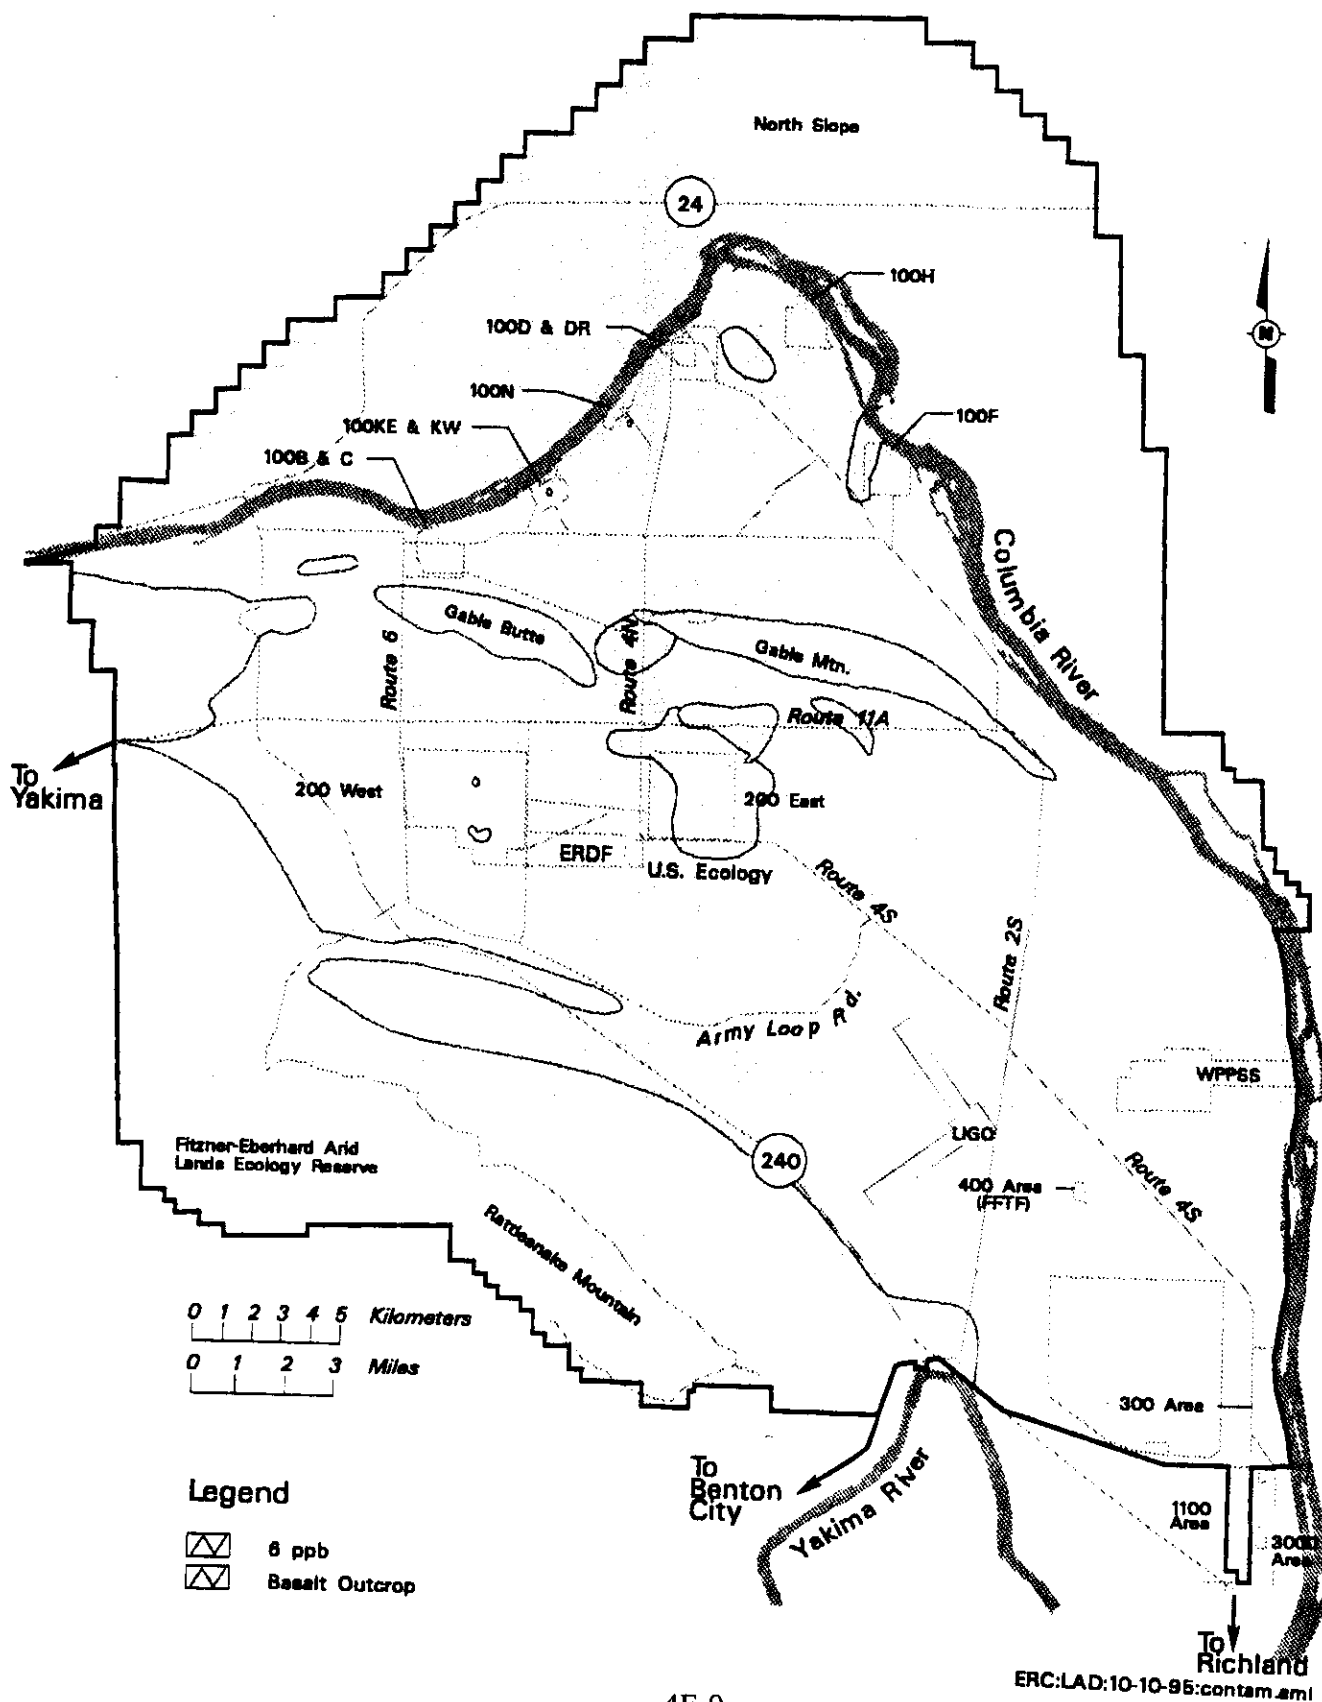 North Slope
24
100H
100D & DR
N
100N
100F
100KE & KW
100B & C
Columbia River
Gable Butte
Route 6
Route 4N
Gable Mtn.
Route 11A
To
Yakima
200 West
200 East
ERDF
U.S. Ecology
Route 4S
Route 2S
Army Loop Rd.
WPPSS
LIGO
Fitzner-Eberhard Arid
Lands Ecology Reserve
240
400 Area
(FFTF)
Route 4S
Rattlesnake Mountain
0 1 2 3 4 5 Kilometers
0 1 2 3 Miles
300 Area
To
Benton
City
Yakima River
Legend
6 ppb
Basalt Outcrop
1100
Area
3000
Area
To
Richland
ERC:LAD:10-10-95:contam.aml